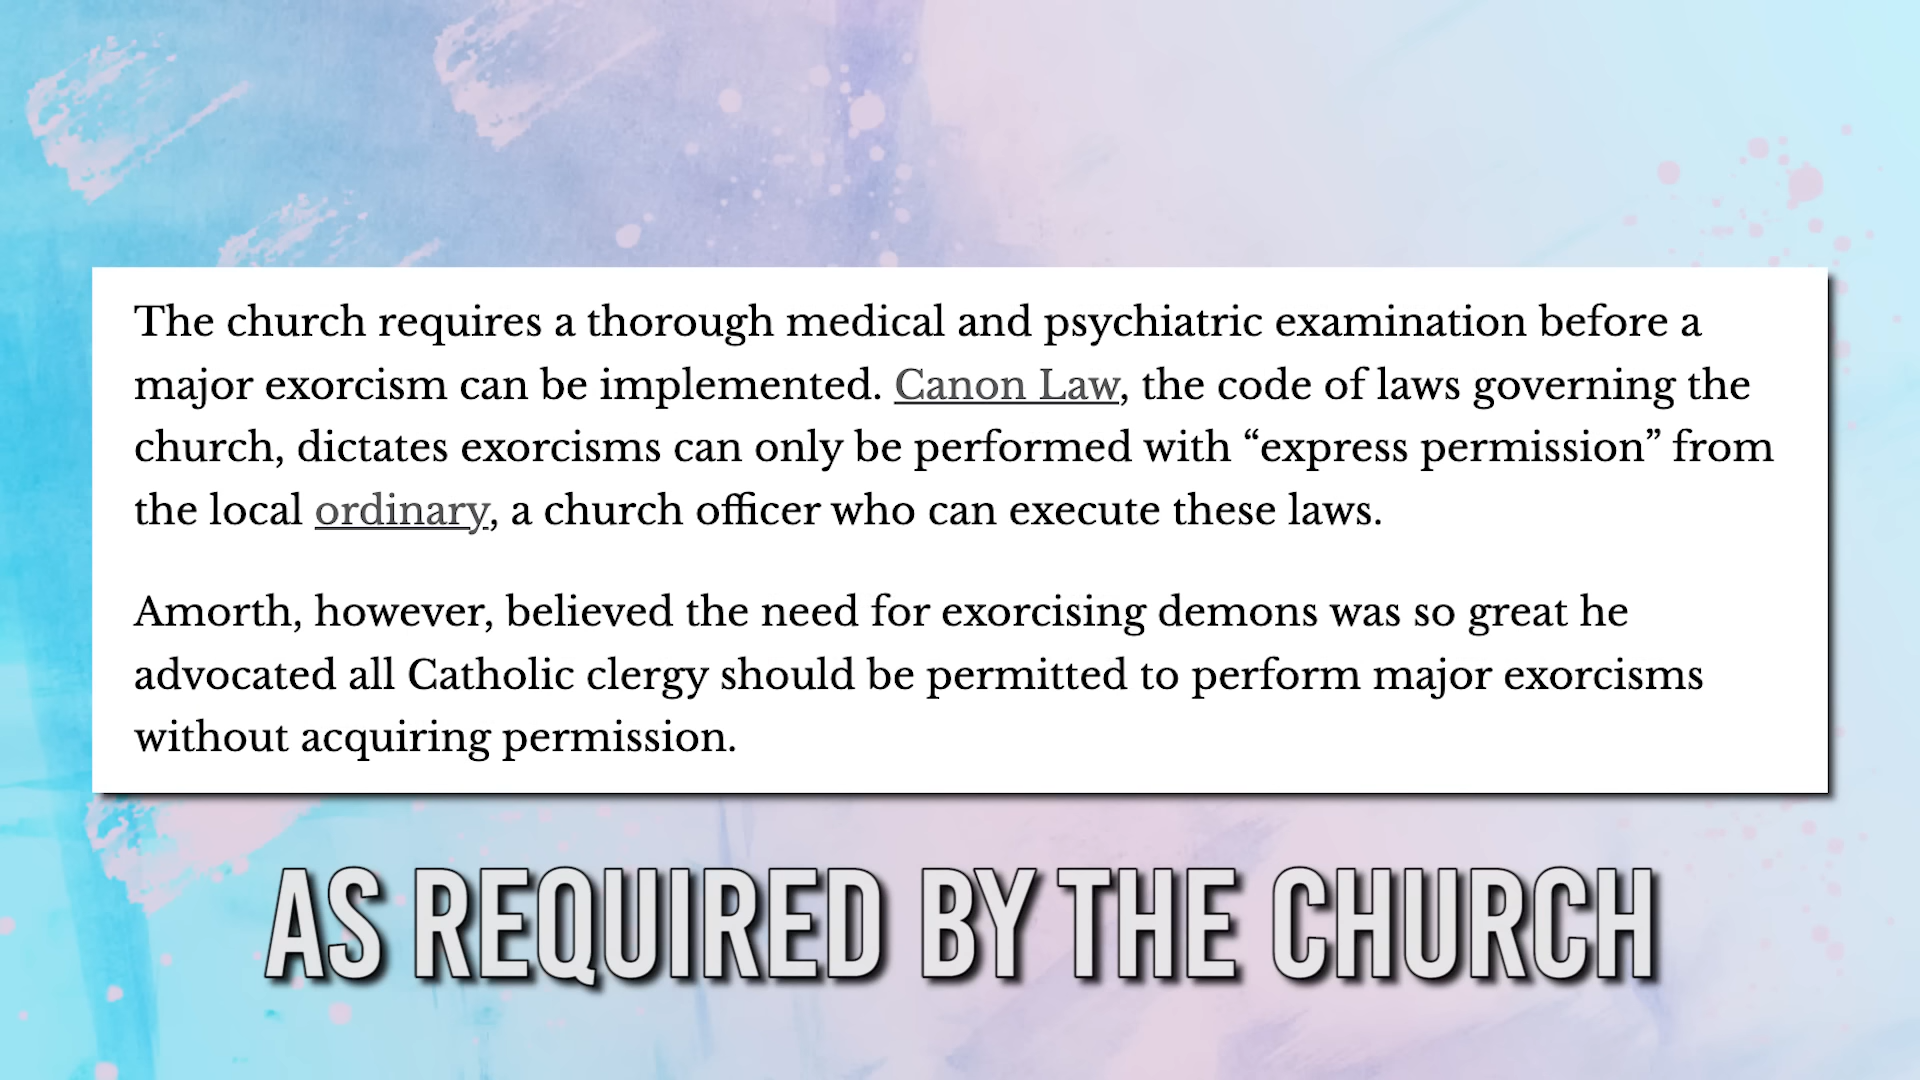 The church requires a thorough medical and psychiatric examination before a
major exorcism can be implemented. Canon Law, the code of laws governing the
church, dictates exorcisms can only be performed with “express permission” from
the local ordinary, a church officer who can execute these laws.
Amorth, however, believed the need for exorcising demons was so great he
advocated all Catholic clergy should be permitted to perform major exorcisms
without acquiring permission.
AS REQUIRED BY THE CHURCH